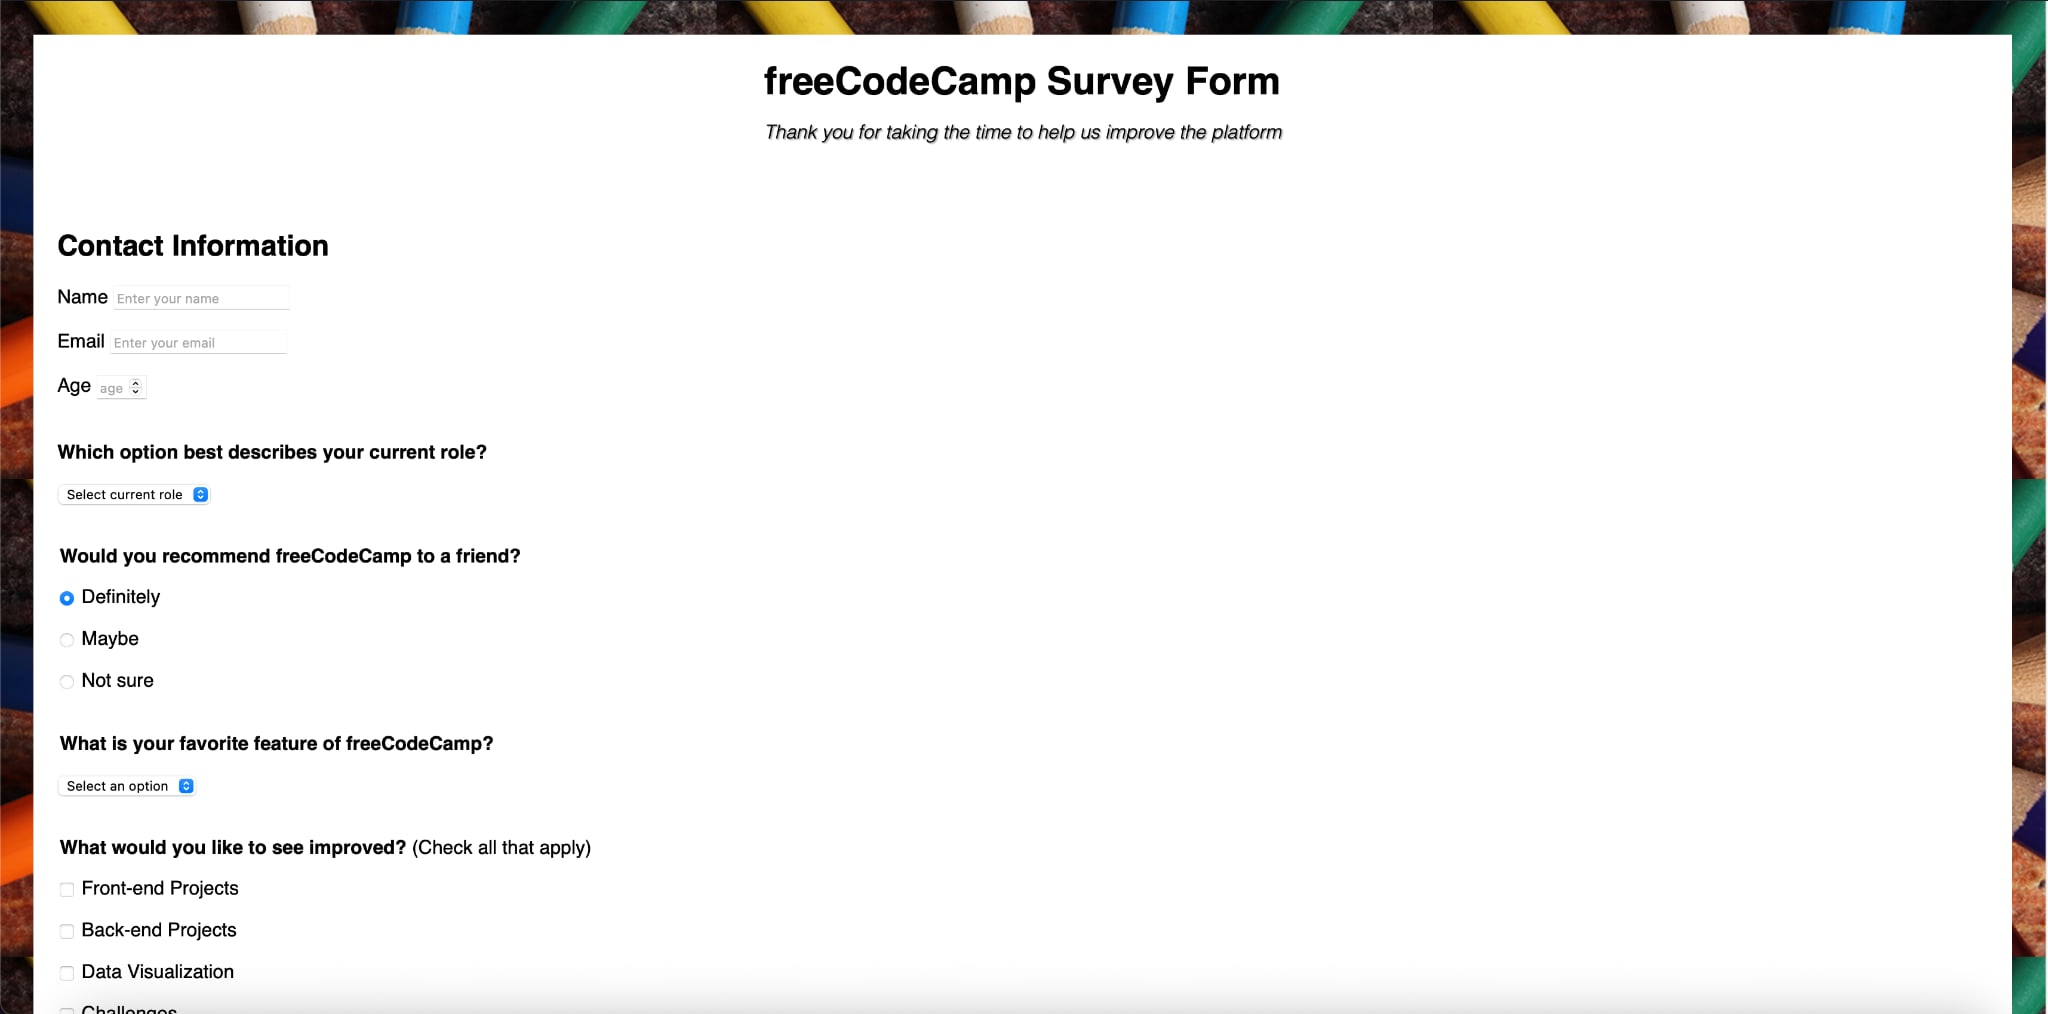 freeCodeCamp Survey Form
Thank you for taking the time to help us improve the platform
Contact Information
Name Enter your name
Email Enter your email
Age age
Which option best describes your current role?
Select current role
Would you recommend freeCodeCamp to a friend?
Definitely
Maybe
Not sure
What is your favorite feature of freeCodeCamp?
Select an option
What would you like to see improved? (Check all that apply)
Front-end Projects
Back-end Projects
Data Visualization
Challenges